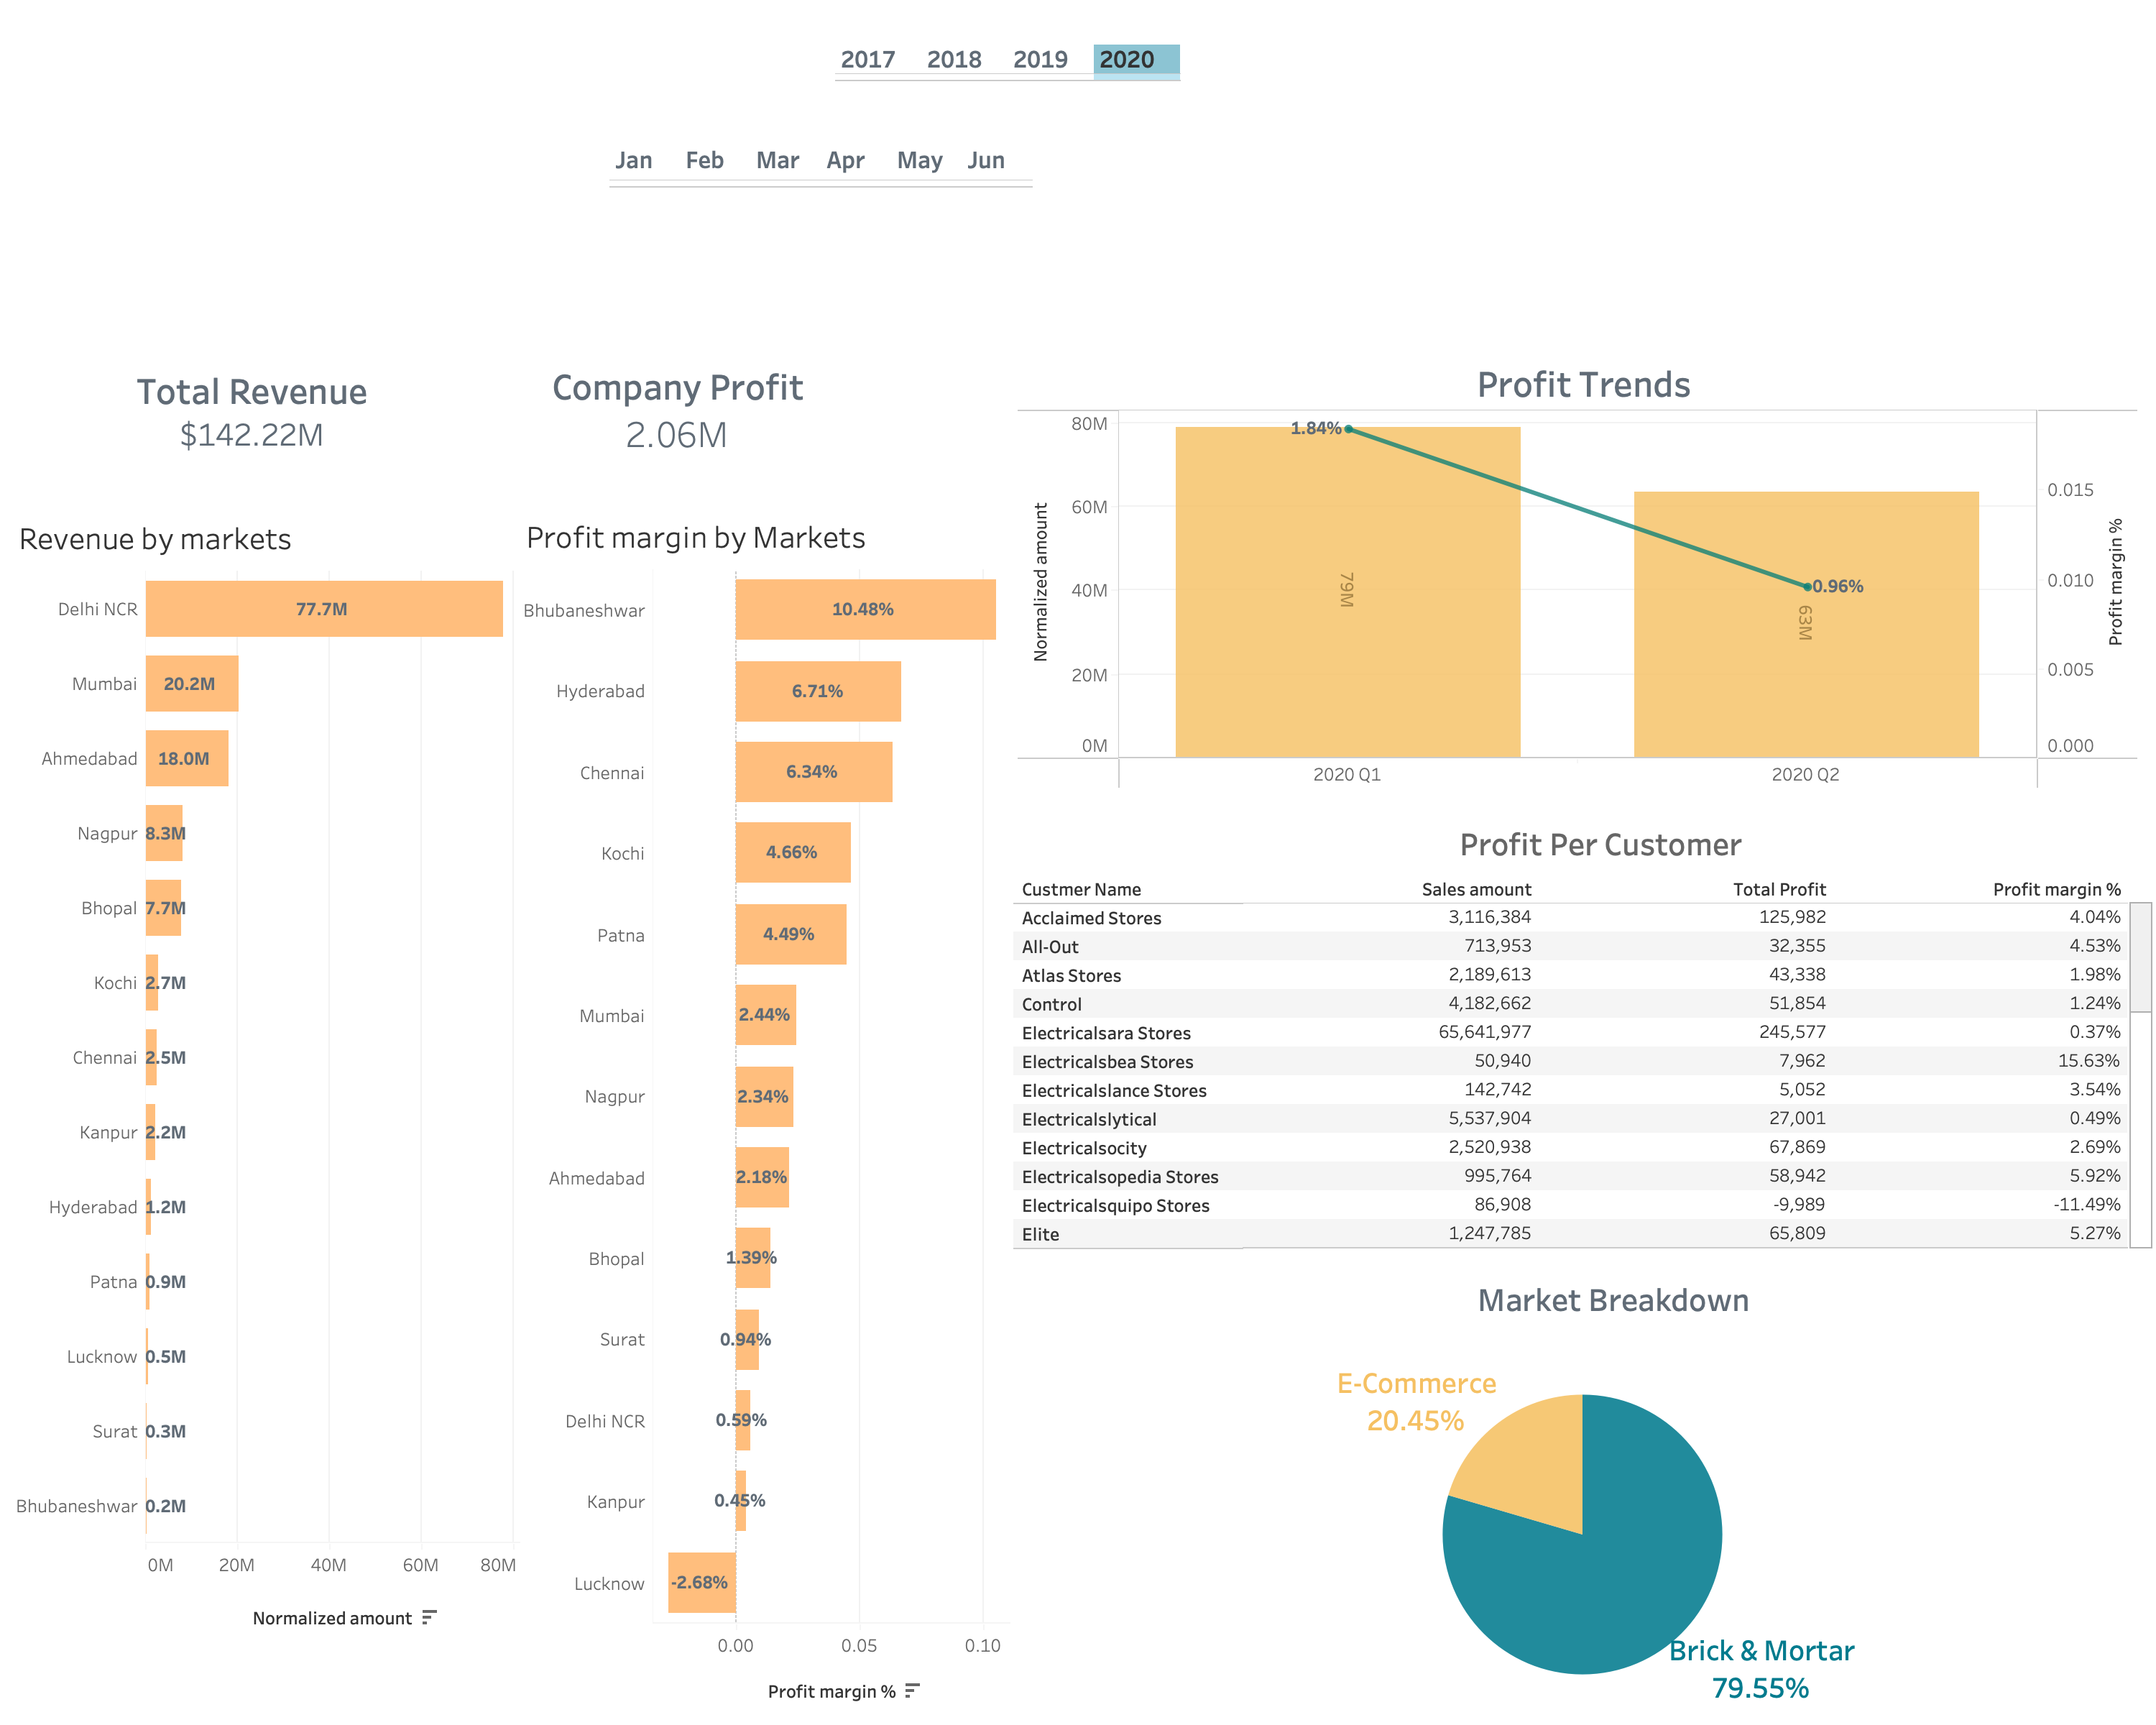 2017 2018 2019 2020
Jan Feb Mar Apr May Jun
Total Revenue
$142.22M
Company Profit
2.06M
Revenue by markets
Delhi NCR 77.7M
Mumbai 20.2M
Ahmedabad 18.0M
Nagpur 8.3M
Bhopal 7.7M
Kochi 2.7M
Chennai 2.5M
Kanpur 2.2M
Hyderabad 1.2M
Patna 0.9M
Lucknow 0.5M
Surat 0.3M
Bhubaneshwar 0.2M
0M 20M 40M 60M 80M
Normalized amount
Profit margin by Markets
Bhubaneshwar 10.48%
Hyderabad 6.71%
Chennai 6.34%
Kochi 4.66%
Patna 4.49%
Mumbai 2.44%
Nagpur 2.34%
Ahmedabad 2.18%
Bhopal 1.39%
Surat 0.94%
Delhi NCR 0.59%
Kanpur 0.45%
Lucknow -2.68%
0.00 0.05 0.10
Profit margin %
Profit Trends
Normalized amount
80M
60M
40M
20M
0M
1.84%
79M
0.96%
63M
0.015
0.010
0.005
0.000
Profit margin %
2020 Q1 2020 Q2
Profit Per Customer
Custmer Name Sales amount Total Profit Profit margin %
Acclaimed Stores 3,116,384 125,982 4.04%
All-Out 713,953 32,355 4.53%
Atlas Stores 2,189,613 43,338 1.98%
Control 4,182,662 51,854 1.24%
Electricalsara Stores 65,641,977 245,577 0.37%
Electricalsbea Stores 50,940 7,962 15.63%
Electricalslance Stores 142,742 5,052 3.54%
Electricalslytical 5,537,904 27,001 0.49%
Electricalsocity 2,520,938 67,869 2.69%
Electricalsopedia Stores 995,764 58,942 5.92%
Electricalsquipo Stores 86,908 -9,989 -11.49%
Elite 1,247,785 65,809 5.27%
Market Breakdown
E-Commerce
20.45%
Brick & Mortar
79.55%